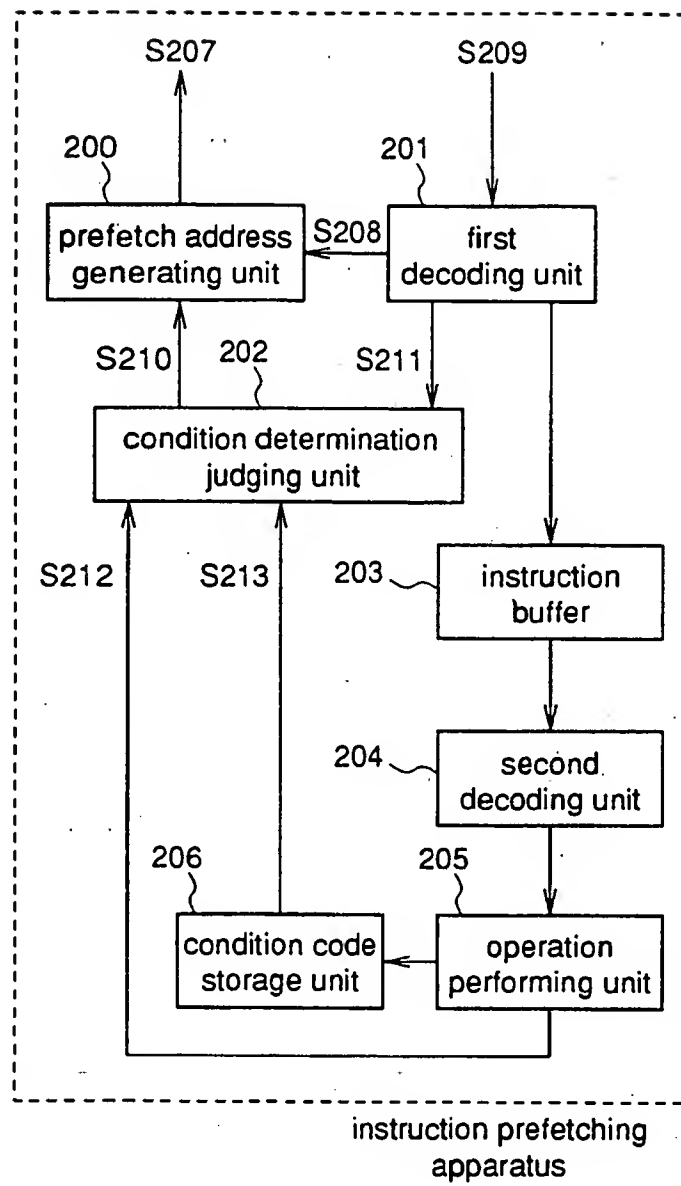 S207
S209
200
201
prefetch address
generating unit
S208
first
decoding unit
S210
202
S211
condition determination
judging unit
S212
S213
203
instruction
buffer
204
second
decoding unit
206
205
condition code
storage unit
operation
performing unit
instruction prefetching
apparatus